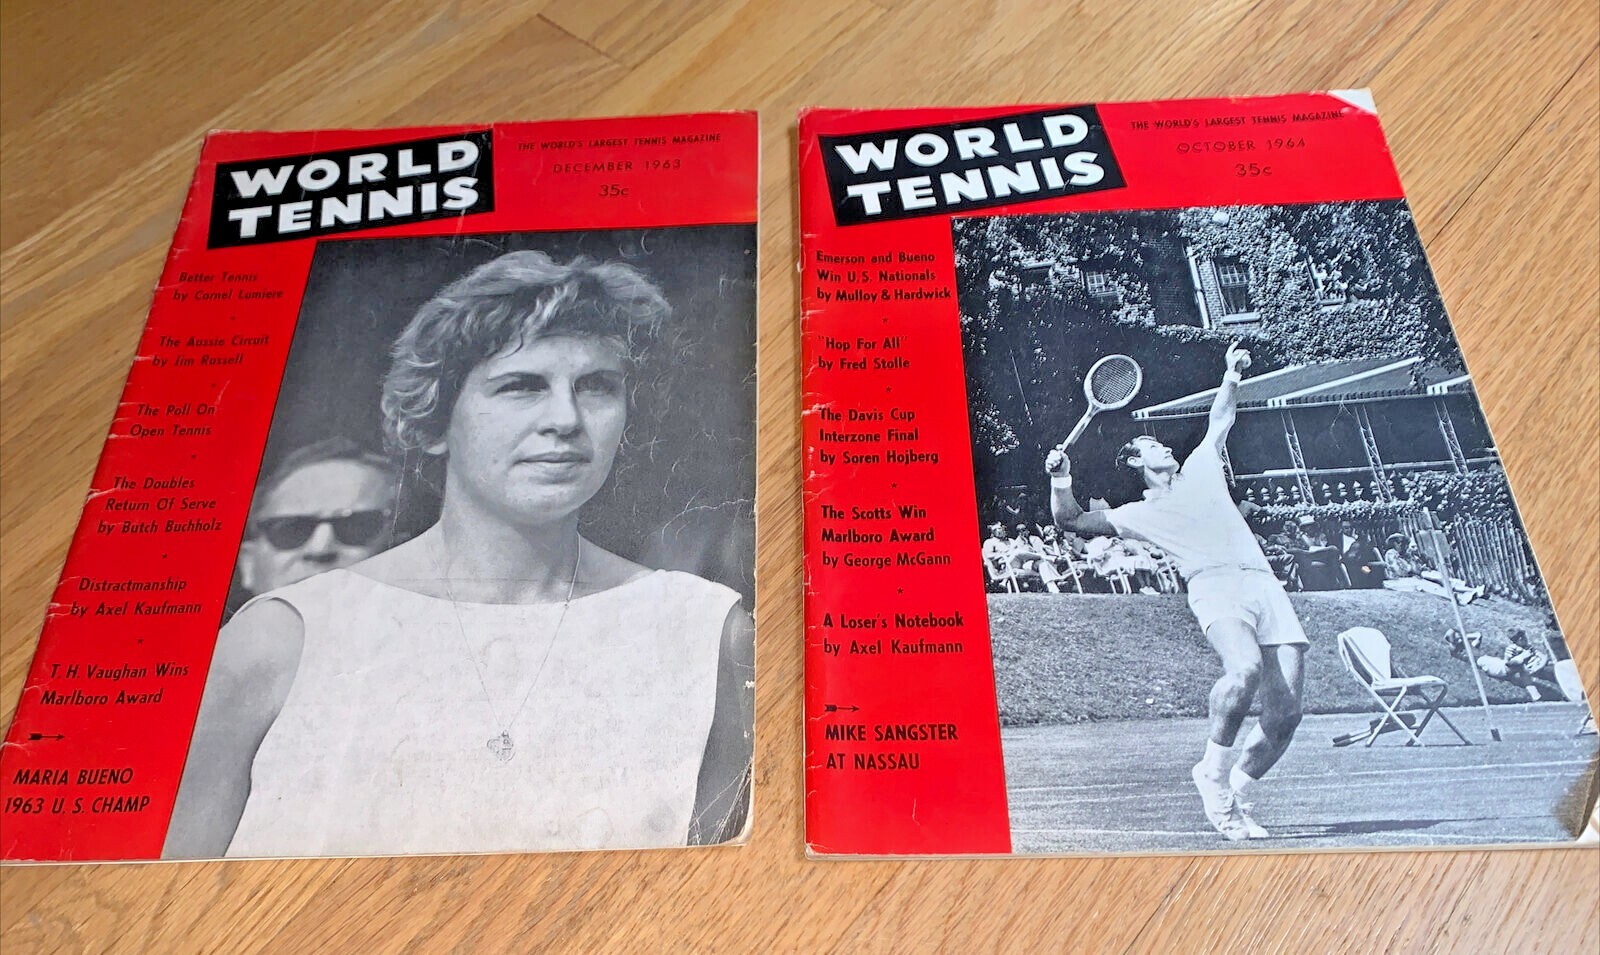 WORLD
TENNIS
THE WORLD'S LARGEST TENNIS MAGAZINE
DECEMBER 1963
35c
Better Tennis
by Cornel Lumiere
The Aussie Circuit
by Jim Russell
The Roll On
Open Tennis
The Doubles
Return Of Serve
by Butch Buchholz
Distractmanship
by Axel Kaufmann
T. H. Vaughan Wins
Marlboro Award
MARIA BUENO
1963 U. S. CHAMP
WORLD
TENNIS
THE WORLD'S LARGEST TENNIS MAGAZINE
OCTOBER 1964
35c
Emerson and Bueno
Win U.S. Nationals
by Mulloy & Hardwick
"Hop For All"
by Fred Stolle
The Davis Cup
Interzone Final
by Soren Hojberg
The Scotts Win
Marlboro Award
by George McGann
A Loser's Notebook
by Axel Kaufmann
MIKE SANGSTER
AT NASSAU